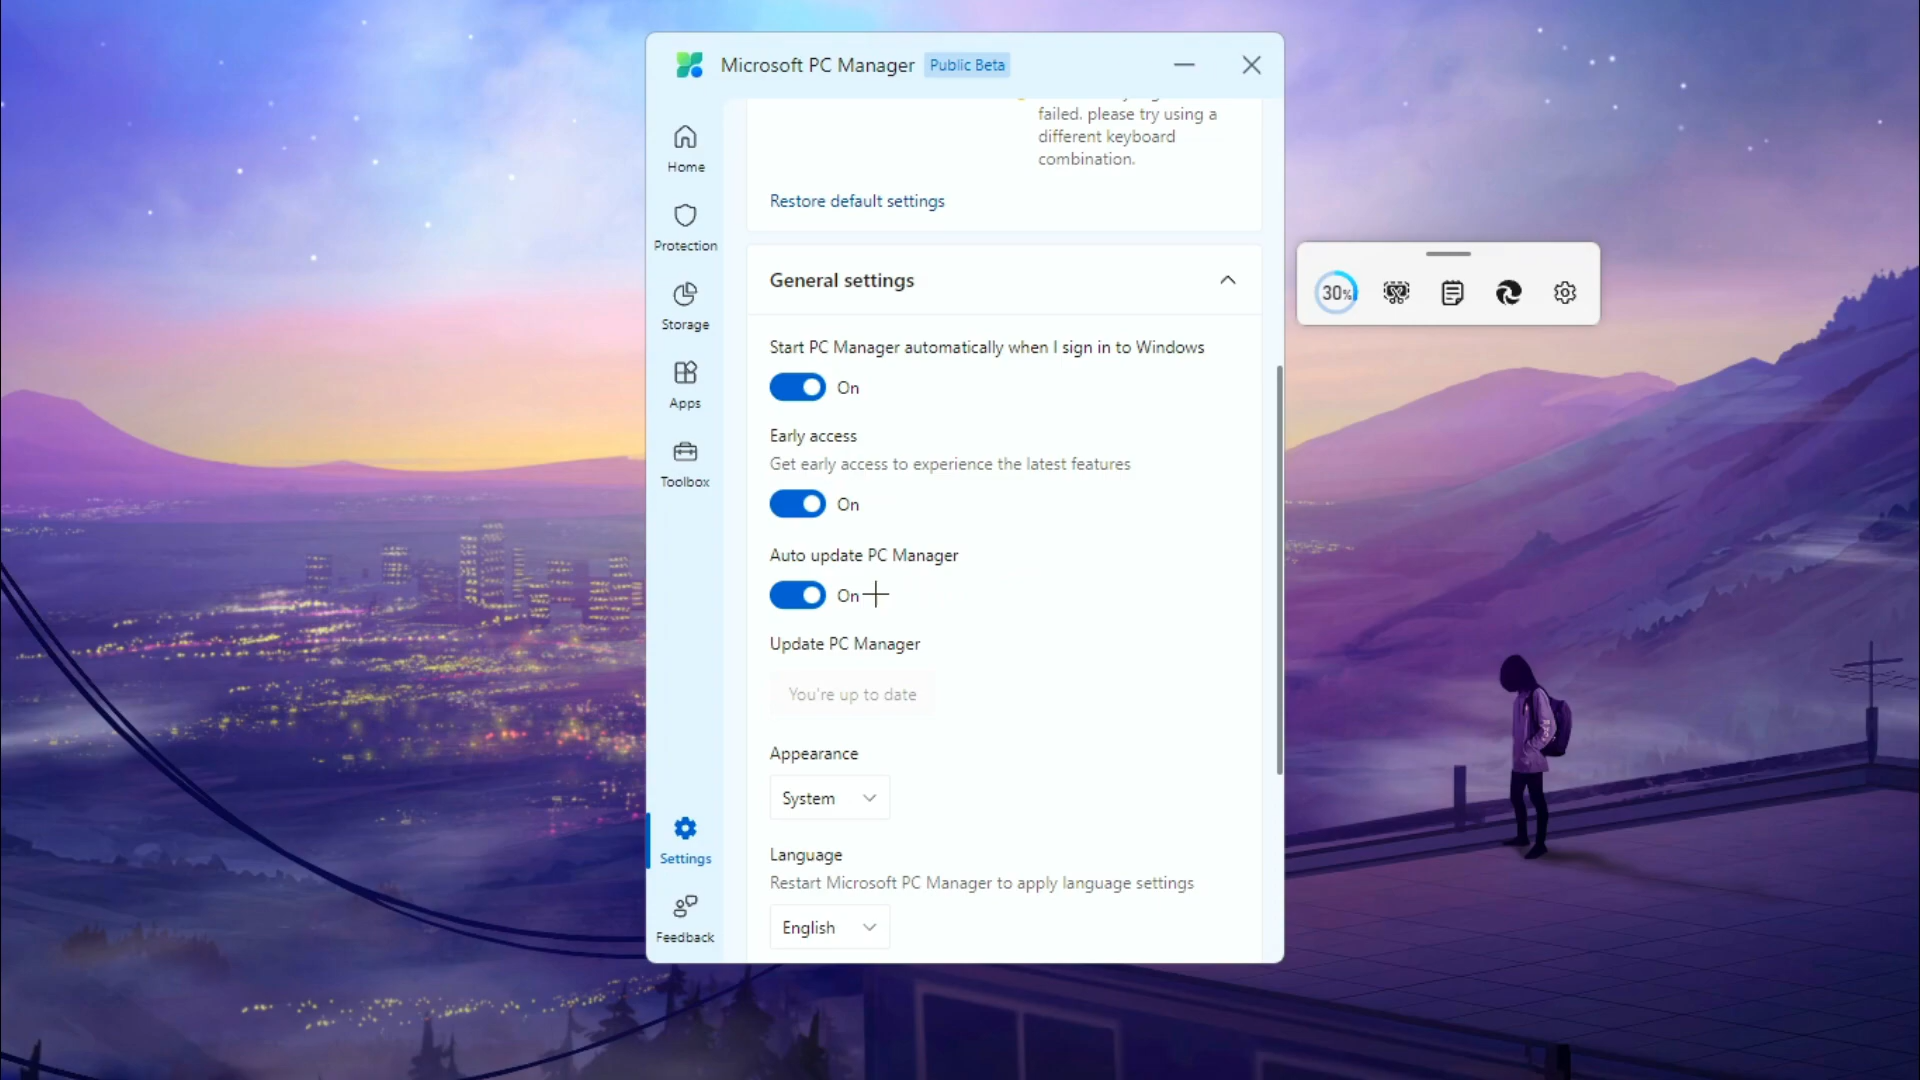 Microsoft PC Manager Public Beta
failed. please try using a
different keyboard
combination.
Restore default settings
Home
Protection
Storage
Apps
Toolbox
Settings
Feedback
General settings
Start PC Manager automatically when I sign in to Windows
On
Early access
Get early access to experience the latest features
On
Auto update PC Manager
On
Update PC Manager
You're up to date
Appearance
System
Language
Restart Microsoft PC Manager to apply language settings
English
30%